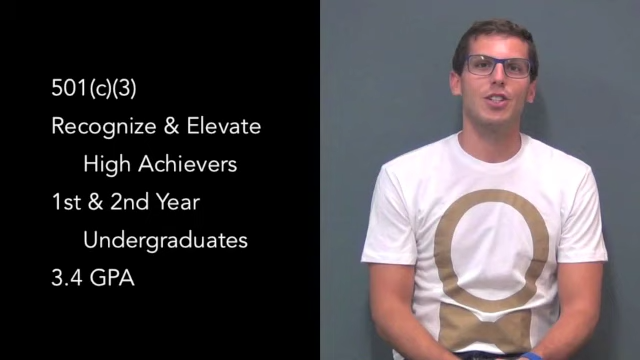 501(c)(3)
Recognize & Elevate
High Achievers
1st & 2nd Year
Undergraduates
3.4 GPA